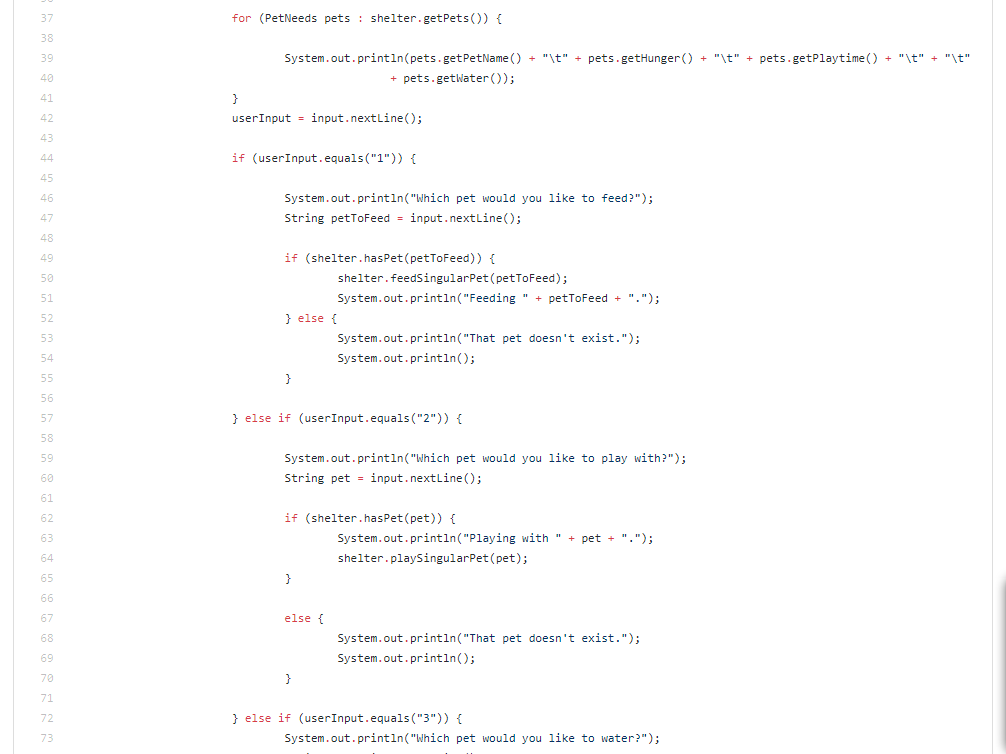 37 for (PetNeeds pets : shelter.getPets()) {
38
39 System.out.println(pets.getPetName() + "\t" + pets.getHunger() + "\t" + pets.getPlaytime() + "\t" + "\t"
40 + pets.getWater());
41 }
42 userInput = input.nextLine();
43
44 if (userInput.equals("1")) {
45
46 System.out.println("Which pet would you like to feed?");
47 String petToFeed = input.nextLine();
48
49 if (shelter.hasPet(petToFeed)) {
50 shelter.feedSingularPet(petToFeed);
51 System.out.println("Feeding " + petToFeed + ".");
52 } else {
53 System.out.println("That pet doesn't exist.");
54 System.out.println();
55 }
56
57 } else if (userInput.equals("2")) {
58
59 System.out.println("Which pet would you like to play with?");
60 String pet = input.nextLine();
61
62 if (shelter.hasPet(pet)) {
63 System.out.println("Playing with " + pet + ".");
64 shelter.playSingularPet(pet);
65 }
66
67 else {
68 System.out.println("That pet doesn't exist.");
69 System.out.println();
70 }
71
72 } else if (userInput.equals("3")) {
73 System.out.println("Which pet would you like to water?");